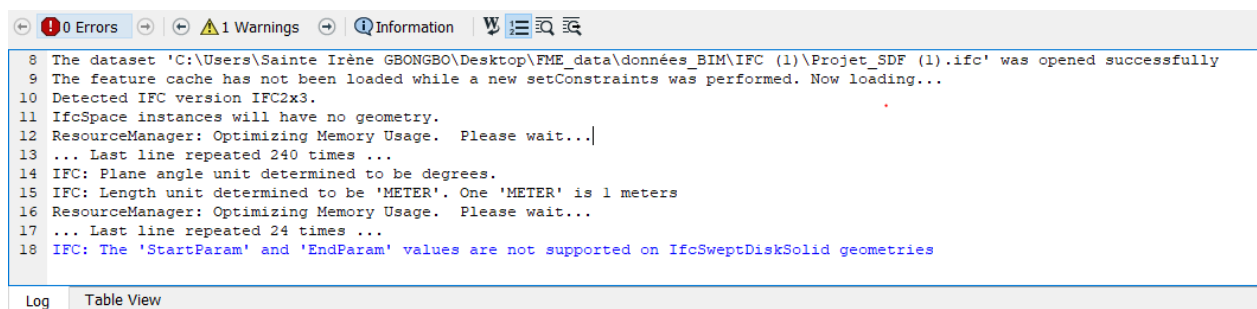 0 Errors 1 Warnings Information
8 The dataset 'C:\Users\Sainte Irène GBONGBO\Desktop\FME_data\données_BIM\IFC (1)\Projet_SDF (1).ifc' was opened successfully
9 The feature cache has not been loaded while a new setConstraints was performed. Now loading...
10 Detected IFC version IFC2x3.
11 IfcSpace instances will have no geometry.
12 ResourceManager: Optimizing Memory Usage.  Please wait...
13 ... Last line repeated 240 times ...
14 IFC: Plane angle unit determined to be degrees.
15 IFC: Length unit determined to be 'METER'. One 'METER' is 1 meters
16 ResourceManager: Optimizing Memory Usage.  Please wait...
17 ... Last line repeated 24 times ...
18 IFC: The 'StartParam' and 'EndParam' values are not supported on IfcSweptDiskSolid geometries
Log Table View